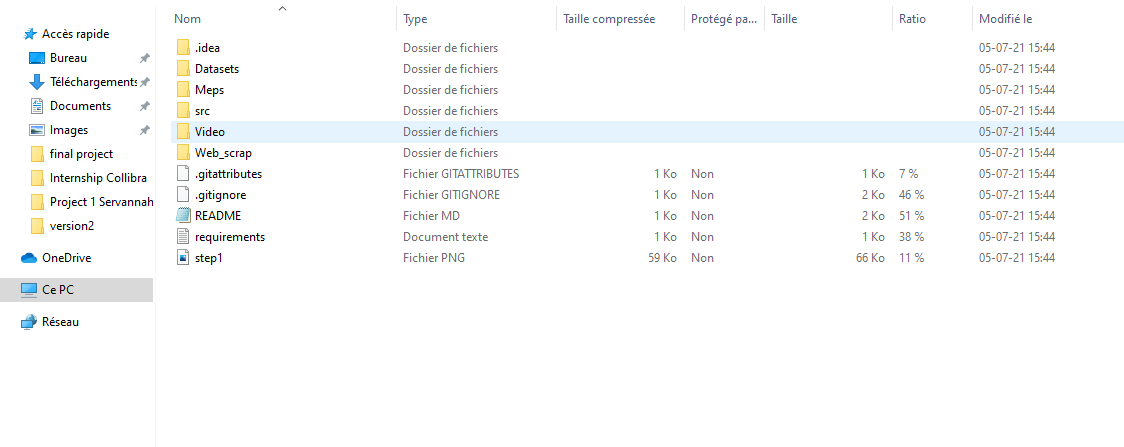 Nom Type Taille compressée Protégé pa... Taille Ratio Modifié le
Accès rapide
Bureau
Téléchargements
Documents
Images
final project
Internship Collibra
Project 1 Servannah
version2
OneDrive
Ce PC
Réseau
.idea Dossier de fichiers 05-07-21 15:44
Datasets Dossier de fichiers 05-07-21 15:44
Meps Dossier de fichiers 05-07-21 15:44
src Dossier de fichiers 05-07-21 15:44
Video Dossier de fichiers 05-07-21 15:44
Web_scrap Dossier de fichiers 05-07-21 15:44
.gitattributes Fichier GITATTRIBUTES 1 Ko Non 1 Ko 7 % 05-07-21 15:44
.gitignore Fichier GITIGNORE 1 Ko Non 2 Ko 46 % 05-07-21 15:44
README Fichier MD 1 Ko Non 2 Ko 51 % 05-07-21 15:44
requirements Document texte 1 Ko Non 1 Ko 38 % 05-07-21 15:44
step1 Fichier PNG 59 Ko Non 66 Ko 11 % 05-07-21 15:44